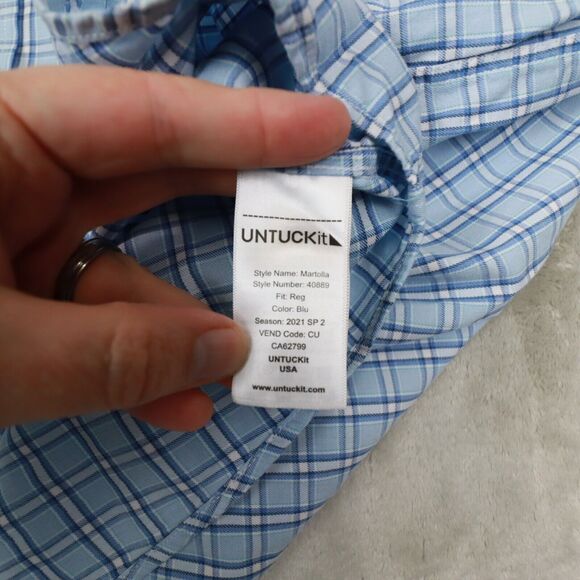 UNTUCKit
Style Name: Martolla
Style Number: 40889
Fit: Reg
Color: Blu
Season: 2021 SP 2
VEND Code: CU
CA62799
UNTUCKit
USA
www.untuckit.com